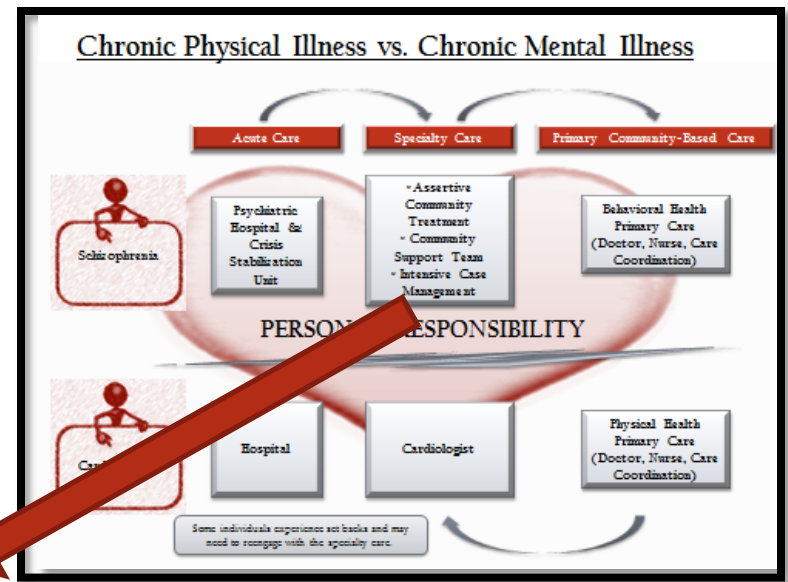 Chronic Physical Illness vs. Chronic Mental Illness
Acute Care
Specialty Care
Primary Community-Based Care
Schizophrenia
Psychiatric
Hospital &
Crisis
Stabilization
Unit
- Assertive
Community
Treatment
- Community
Support Team
- Intensive Case
Management
Behavioral Health
Primary Care
(Doctor, Nurse, Care
Coordination)
RESPONSIBILITY
Hospital
Cardiologist
Physical Health
Primary Care
(Doctor, Nurse, Care
Coordination)
Some individuals experience set backs and may
need to reengage with the specialty care.